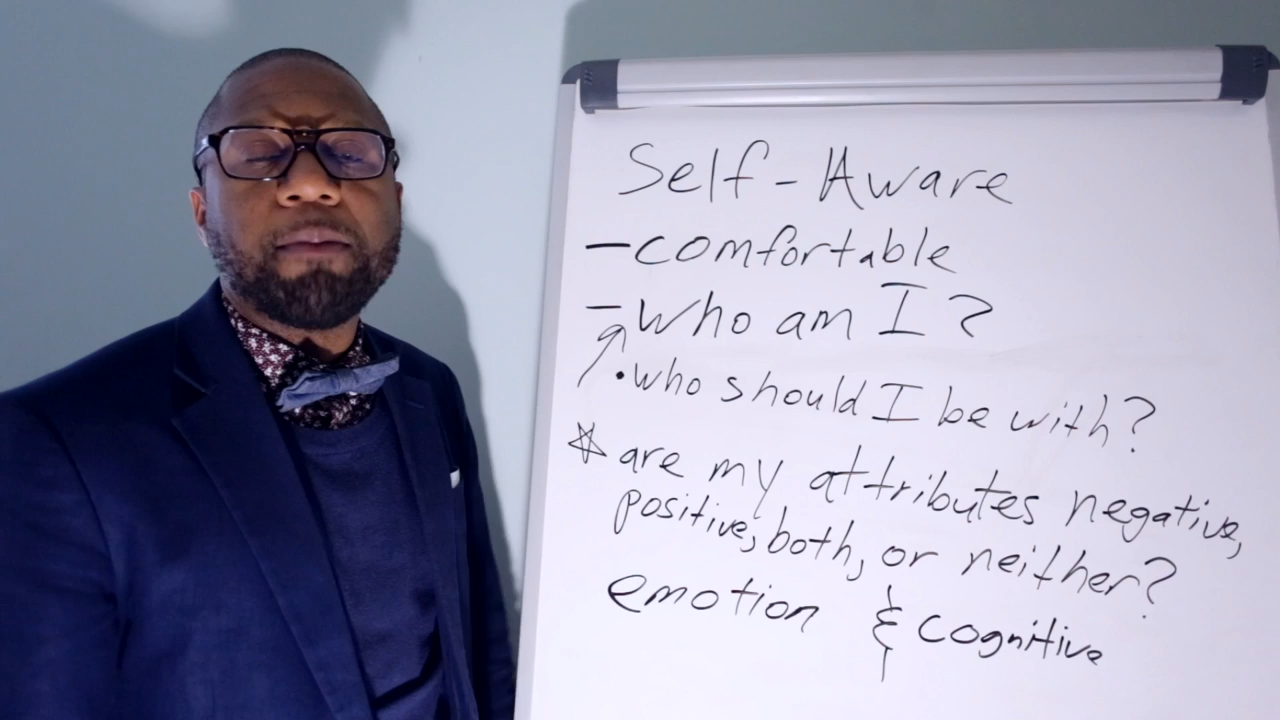 Self-Aware
- comfortable
- who am I?
• who should I be with?
☆ are my attributes negative,
positive, both, or neither?
emotion & cognitive